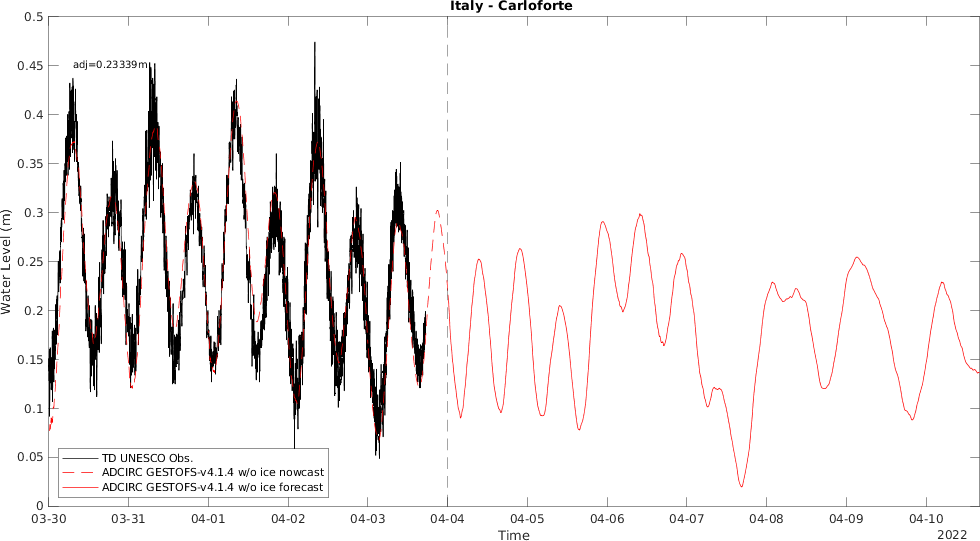 Italy - Carloforte
0.5
0.45
0.4
0.35
0.3
0.25
0.2
0.15
0.1
0.05
0
Water Level (m)
adj=0.23339m
TD UNESCO Obs.
ADCIRC GESTOFS-v4.1.4 w/o ice nowcast
ADCIRC GESTOFS-v4.1.4 w/o ice forecast
03-30 03-31 04-01 04-02 04-03 04-04 04-05 04-06 04-07 04-08 04-09 04-10
Time
2022